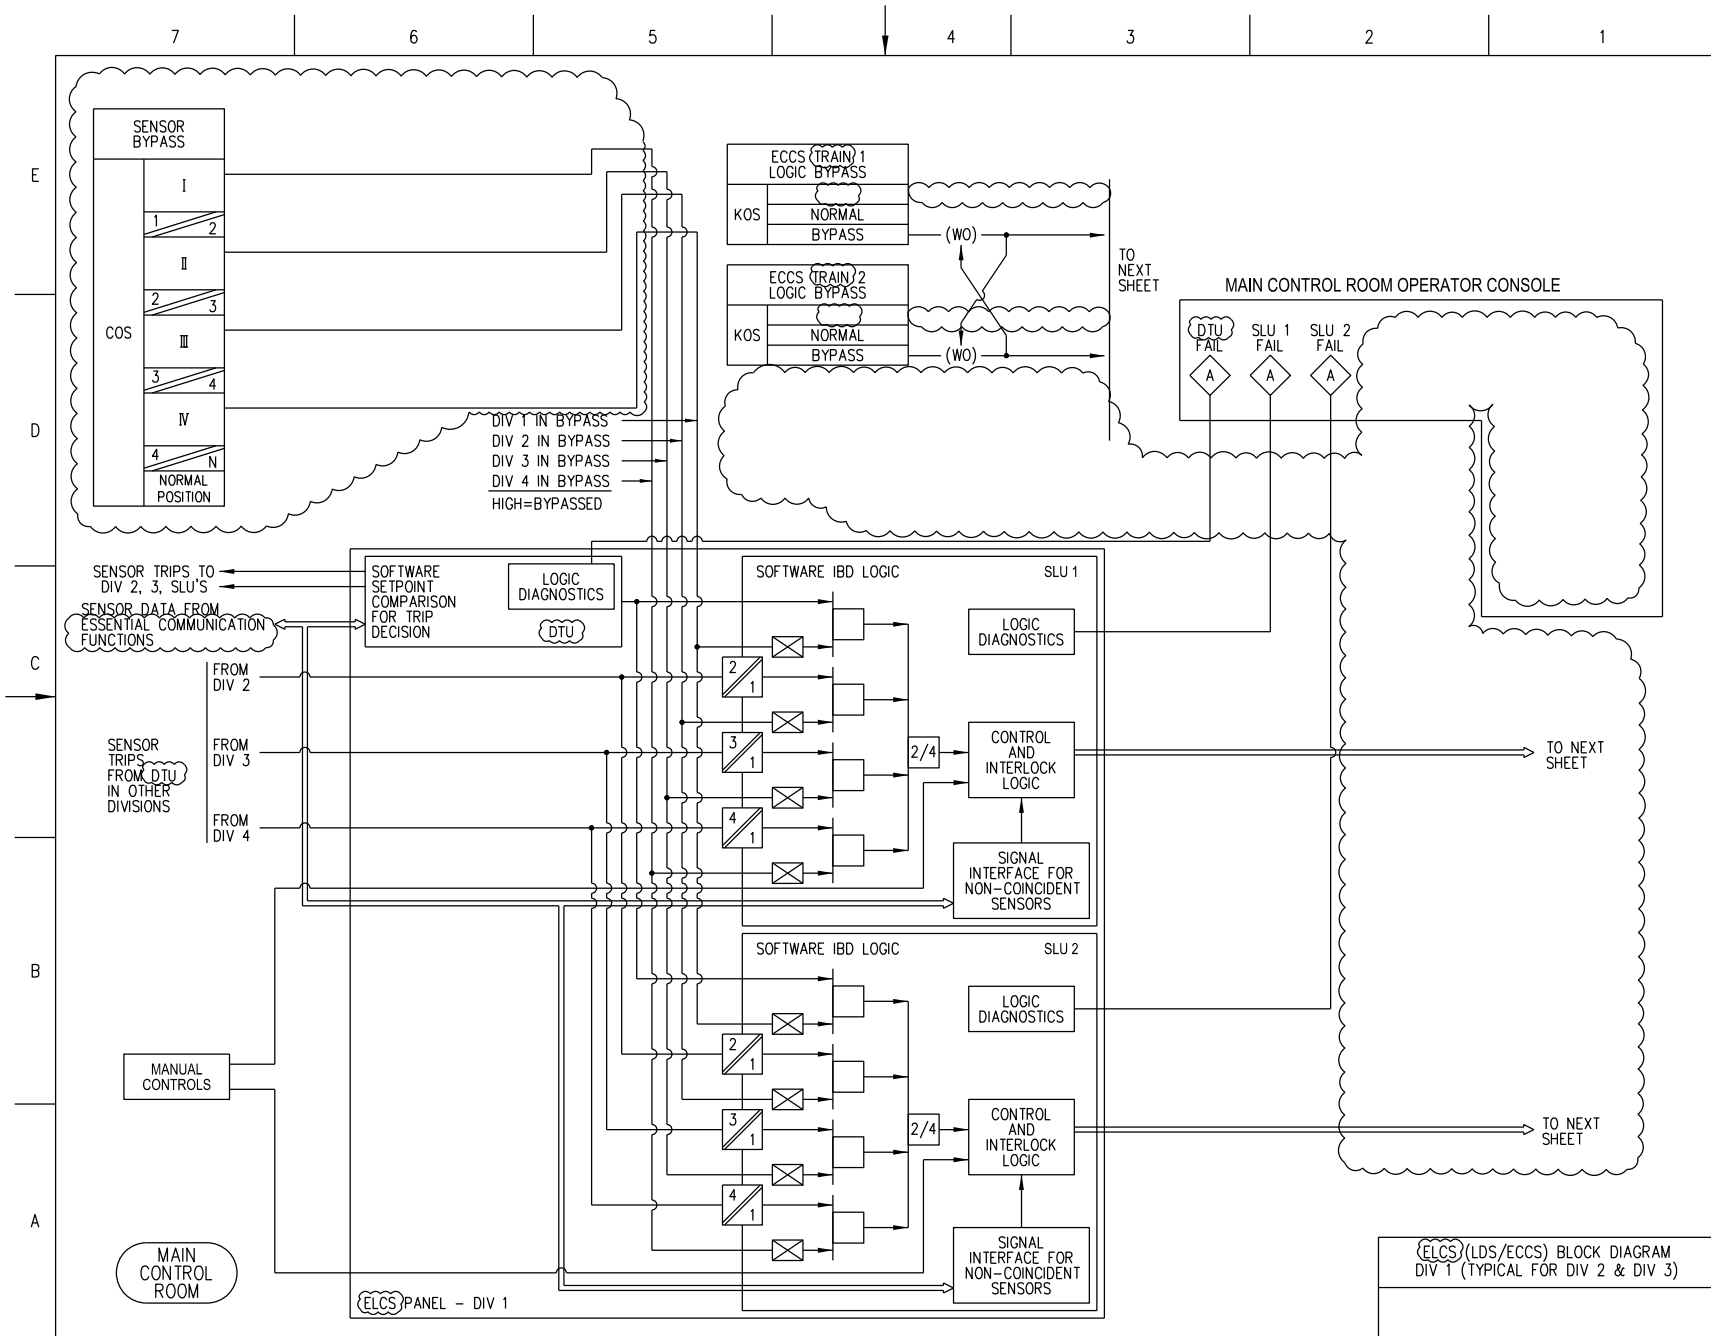 7 6 5 4 3 2 1
E
D
C
B
A
SENSOR
BYPASS
COS
I
1 2
II
2 3
III
3 4
IV
4 N
NORMAL
POSITION
ECCS TRAIN 1
LOGIC BYPASS
KOS
NORMAL
BYPASS
(WO)
ECCS TRAIN 2
LOGIC BYPASS
KOS
NORMAL
BYPASS
(WO)
TO
NEXT
SHEET
MAIN CONTROL ROOM OPERATOR CONSOLE
DTU
FAIL
A
SLU 1
FAIL
A
SLU 2
FAIL
A
DIV 1 IN BYPASS
DIV 2 IN BYPASS
DIV 3 IN BYPASS
DIV 4 IN BYPASS
HIGH=BYPASSED
SENSOR TRIPS TO
DIV 2, 3, SLU'S
SENSOR DATA FROM
ESSENTIAL COMMUNICATION
FUNCTIONS
SOFTWARE
SETPOINT
COMPARISON
FOR TRIP
DECISION
LOGIC
DIAGNOSTICS
DTU
SENSOR
TRIPS
FROM DTU
IN OTHER
DIVISIONS
FROM
DIV 2
FROM
DIV 3
FROM
DIV 4
SOFTWARE IBD LOGIC
SLU 1
LOGIC
DIAGNOSTICS
2 1
3 1
4 1
2/4
CONTROL
AND
INTERLOCK
LOGIC
SIGNAL
INTERFACE FOR
NON-COINCIDENT
SENSORS
TO NEXT
SHEET
SOFTWARE IBD LOGIC
SLU 2
LOGIC
DIAGNOSTICS
2 1
3 1
4 1
2/4
CONTROL
AND
INTERLOCK
LOGIC
SIGNAL
INTERFACE FOR
NON-COINCIDENT
SENSORS
TO NEXT
SHEET
MANUAL
CONTROLS
MAIN
CONTROL
ROOM
ELCS PANEL - DIV 1
ELCS (LDS/ECCS) BLOCK DIAGRAM
DIV 1 (TYPICAL FOR DIV 2 & DIV 3)